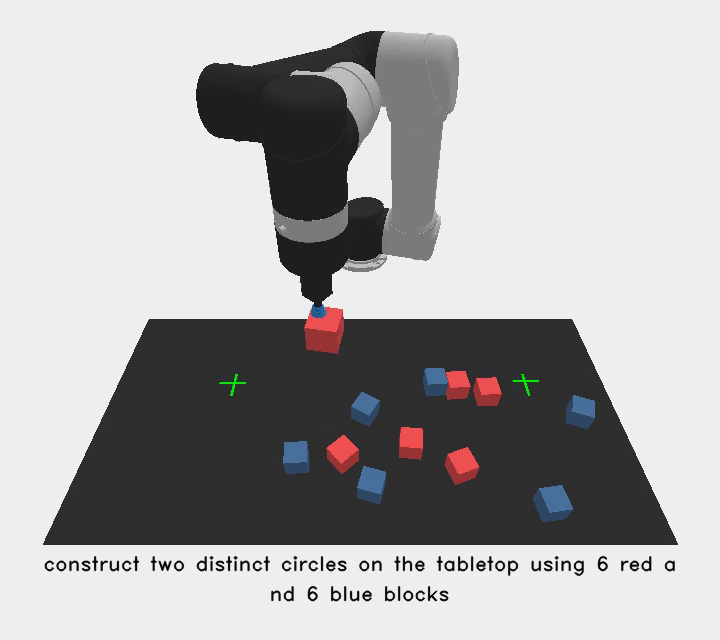 construct two distinct circles on the tabletop using 6 red a
nd 6 blue blocks